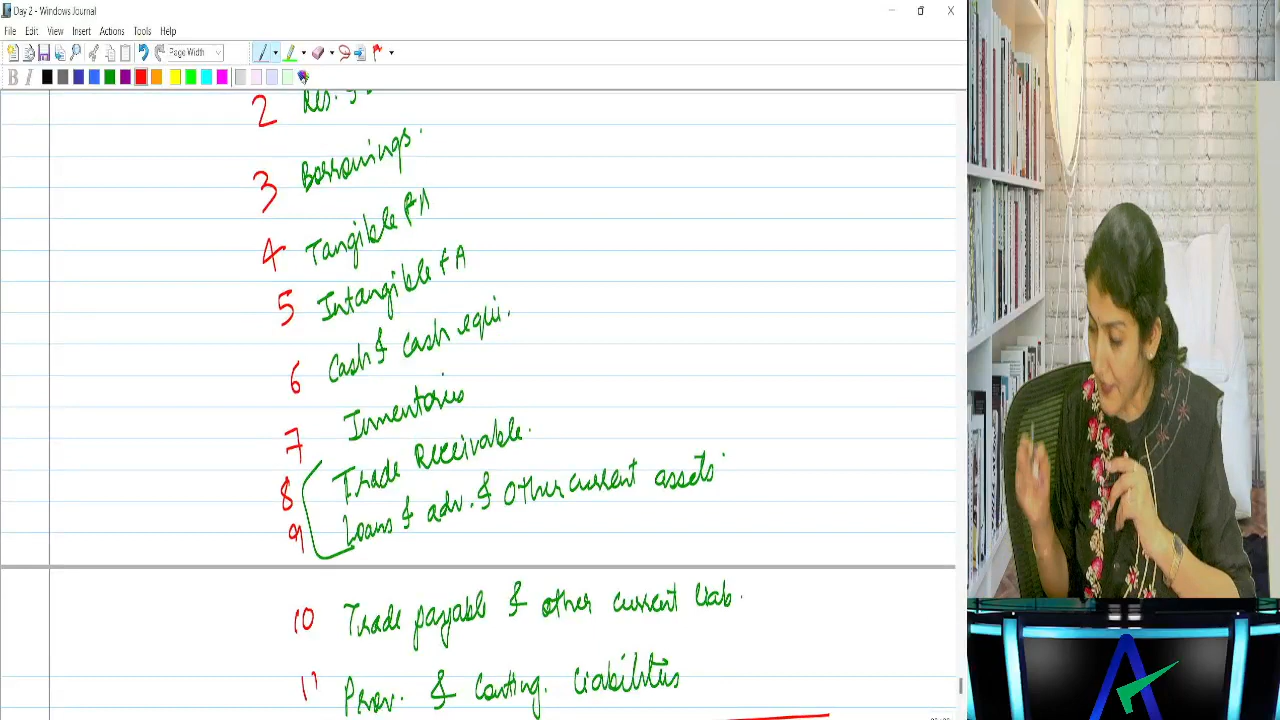 Day 2 - Windows Journal
File Edit View Insert Actions Tools Help
Page Width
B I
2 Res. &
3 Borrowings.
4 Tangible FA
5 Intangible FA
6 Cash & cash equi.
7 Inventories
8 Trade Receivable.
9 Loans & adv. & other current assets
10 Trade payable & other current liab.
11 Prov. & conting. liabilities